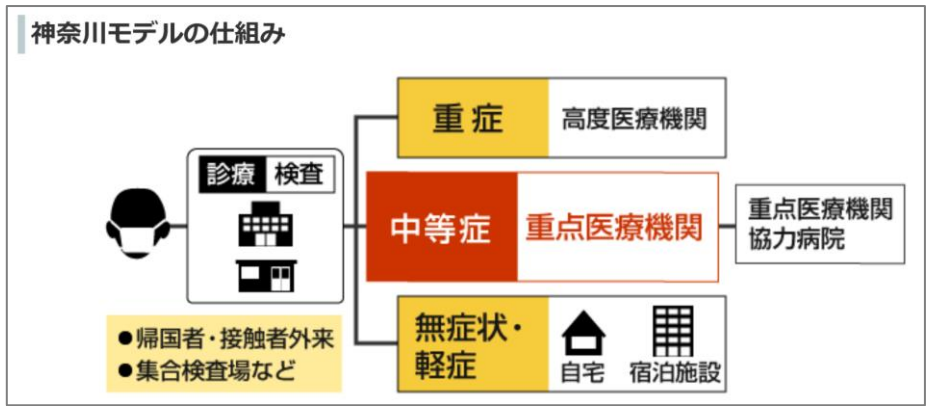 神奈川モデルの仕組み
診療 検査
●帰国者・接触者外来
●集合検査場など
重症 高度医療機関
中等症 重点医療機関
重点医療機関
協力病院
無症状・
軽症
自宅 宿泊施設